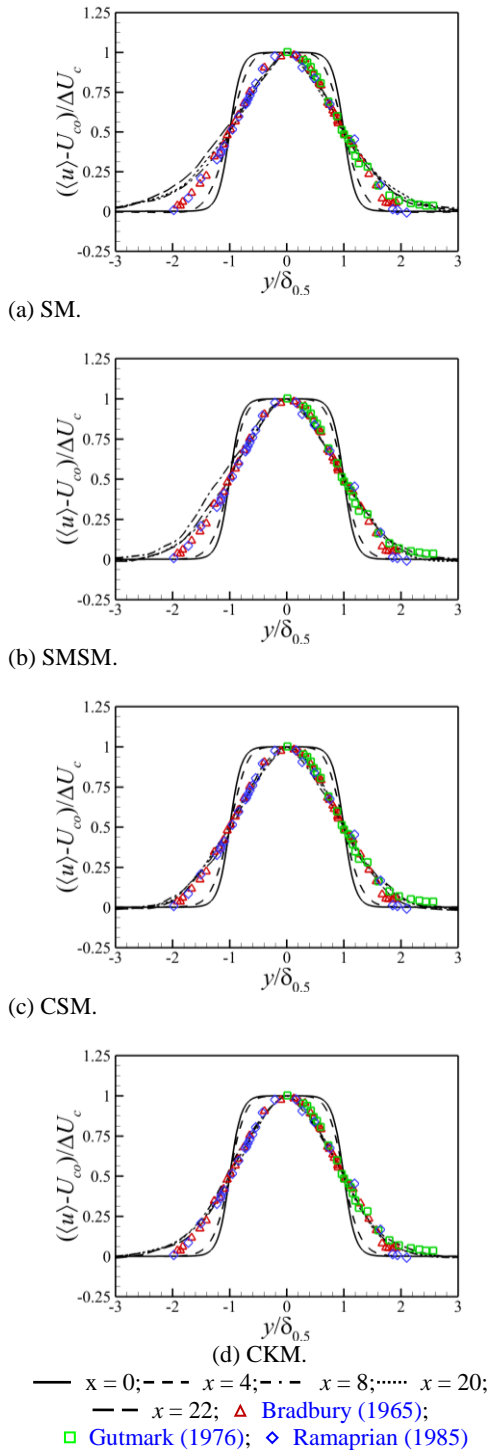 1.25
1
0.75
0.5
0.25
0
-0.25
(⟨u⟩-U_co)/ΔU_c
-3 -2 -1 0 1 2 3
y/δ_0.5
(a) SM.
1.25
1
0.75
0.5
0.25
0
-0.25
(⟨u⟩-U_co)/ΔU_c
-3 -2 -1 0 1 2 3
y/δ_0.5
(b) SMSM.
1.25
1
0.75
0.5
0.25
0
-0.25
(⟨u⟩-U_co)/ΔU_c
-3 -2 -1 0 1 2 3
y/δ_0.5
(c) CSM.
1.25
1
0.75
0.5
0.25
0
-0.25
(⟨u⟩-U_co)/ΔU_c
-3 -2 -1 0 1 2 3
y/δ_0.5
(d) CKM.
x = 0; x = 4; x = 8; x = 20;
x = 22; Bradbury (1965);
Gutmark (1976); Ramaprian (1985)